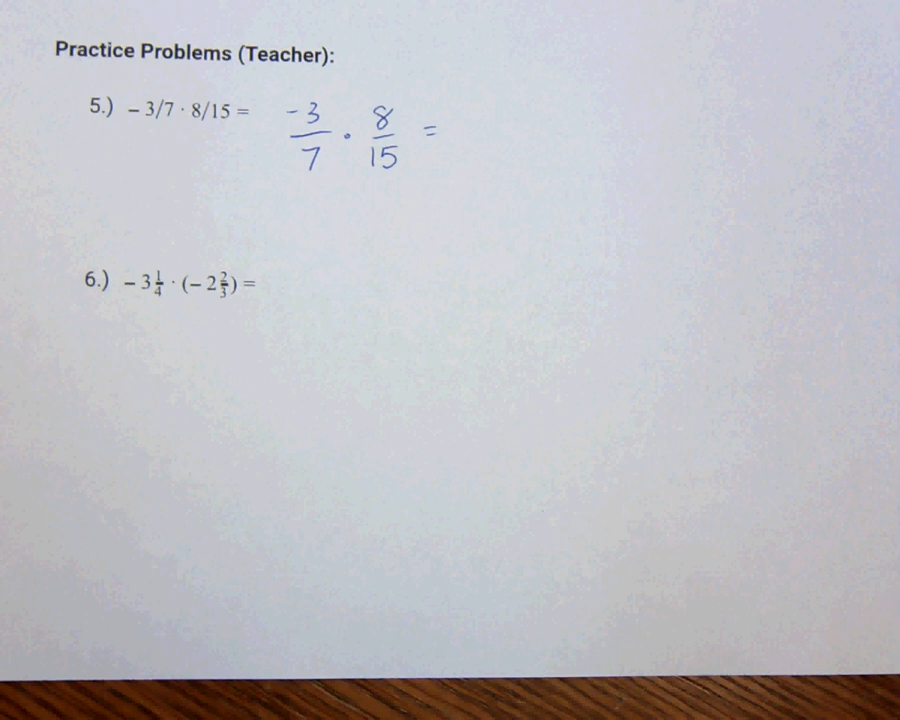 Practice Problems (Teacher):
5.) – 3/7 · 8/15 = -3/7 · 8/15 =
6.) – 3 1/4 · (– 2 2/3) =